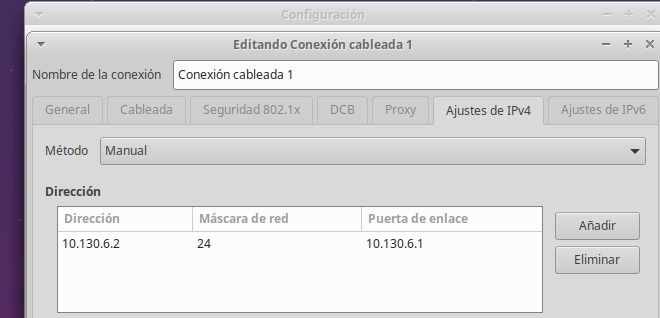 Configuración
Editando Conexión cableada 1
Nombre de la conexión Conexión cableada 1
General Cableada Seguridad 802.1x DCB Proxy Ajustes de IPv4 Ajustes de IPv6
Método Manual
Dirección
Dirección Máscara de red Puerta de enlace Añadir
10.130.6.2 24 10.130.6.1
Eliminar